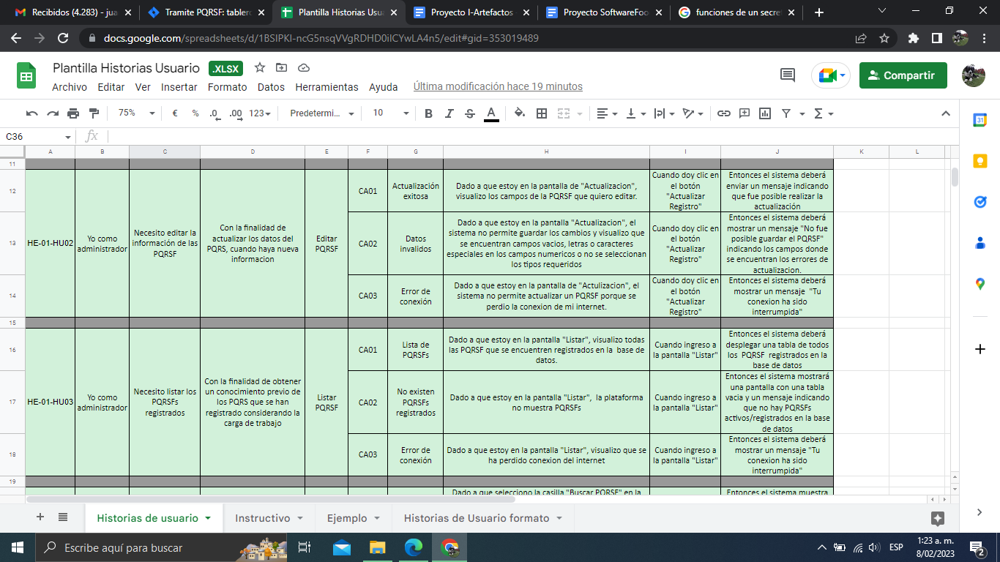 Recibidos (4.283) - jua
Tramite PQRSF: tablero
Plantilla Historias Usua
Proyecto I-Artefactos -
Proyecto SoftwareFoo
funciones de un secre
docs.google.com/spreadsheets/d/1BSIPKI-ncG5nsqVVgRDHD0iICYwLA4n5/edit#gid=353019489
Plantilla Historias Usuario
.XLSX
Archivo Editar Ver Insertar Formato Datos Herramientas Ayuda Última modificación hace 19 minutos
Compartir
75% € % .0 .00 123 Predetermi... 10 B I S A
31
C36 fx
A B C D E F G H I J K L
11
12
CA01
Actualización
exitosa
Dado a que estoy en la pantalla de "Actualizacion",
visualizo los campos de la PQRSF que quiero editar.
Cuando doy clic en
el botón
"Actualizar
Registro"
Entonces el sistema deberá
enviar un mensaje indicando
que fue posible realizar la
actualización
13
HE-01-HU02
Yo como
administrador
Necesito editar la
información de las
PQRSF
Con la finalidad de
actualizar los datos del
PQRS, cuando haya nueva
informacion
Editar
PQRSF
CA02
Datos
invalidos
Dado a que estoy en la pantalla "Actualizacion", el
sistema no permite guardar los cambios y visualizo que
se encuentran campos vacios, letras o caracteres
especiales en los campos numericos o no se seleccionan
los tipos requeridos
Cuando doy clic en
el botón
"Actualizar
Registro"
Entonces el sistema deberá
mostrar un mensaje "No fue
posible guardar el PQRSF"
indicando los campos donde
se encuentran los errores de
actualizacion.
14
CA03
Error de
conexión
Dado a que estoy en la pantalla de "Actulizacion", el
sistema no permite actualizar un PQRSF porque se
perdio la conexion de mi internet.
Cuando doy clic en
el botón
"Actualizar
Registro"
Entonces el sistema deberá
mostrar un mensaje "Tu
conexion ha sido
interrumpida"
15
16
CA01
Lista de
PQRSFs
Dado a que estoy en la pantalla "Listar", visualizo todas
las PQRSF que se encuentren registrados en la base de
datos.
Cuando ingreso a
la pantalla "Listar"
Entonces el sistema deberá
desplegar una tabla de todos
los PQRSF registrados en la
base de datos
17
HE-01-HU03
Yo como
administrador
Necesito listar los
PQRSFs
registrados
Con la finalidad de obtener
un conocimiento previo de
los PQRS que se han
registrado considerando la
carga de trabajo
Listar
PQRSF
CA02
No existen
PQRSFs
registrados
Dado a que estoy en la pantalla "Listar", la plataforma
no muestra PQRSFs
Cuando ingreso a
la pantalla "Listar"
Entonces el sistema mostrará
una pantalla con una tabla
vacia y un mensaje indicando
que no hay PQRSFs
activos/registrados en la base
de datos
18
CA03
Error de
conexión
Dado a que estoy en la pantalla "Listar", visualizo que se
ha perdido conexion del internet
Cuando ingreso a
la pantalla "Listar"
Entonces el sistema deberá
mostrar un mensaje "Tu
conexion ha sido
interrumpida"
19
Dado a que selecciono la casilla "Buscar PQRSF" en la
Entonces el sistema muestra
Historias de usuario
Instructivo
Ejemplo
Historias de Usuario formato
Escribe aquí para buscar
ESP
1:23 a. m.
8/02/2023
2